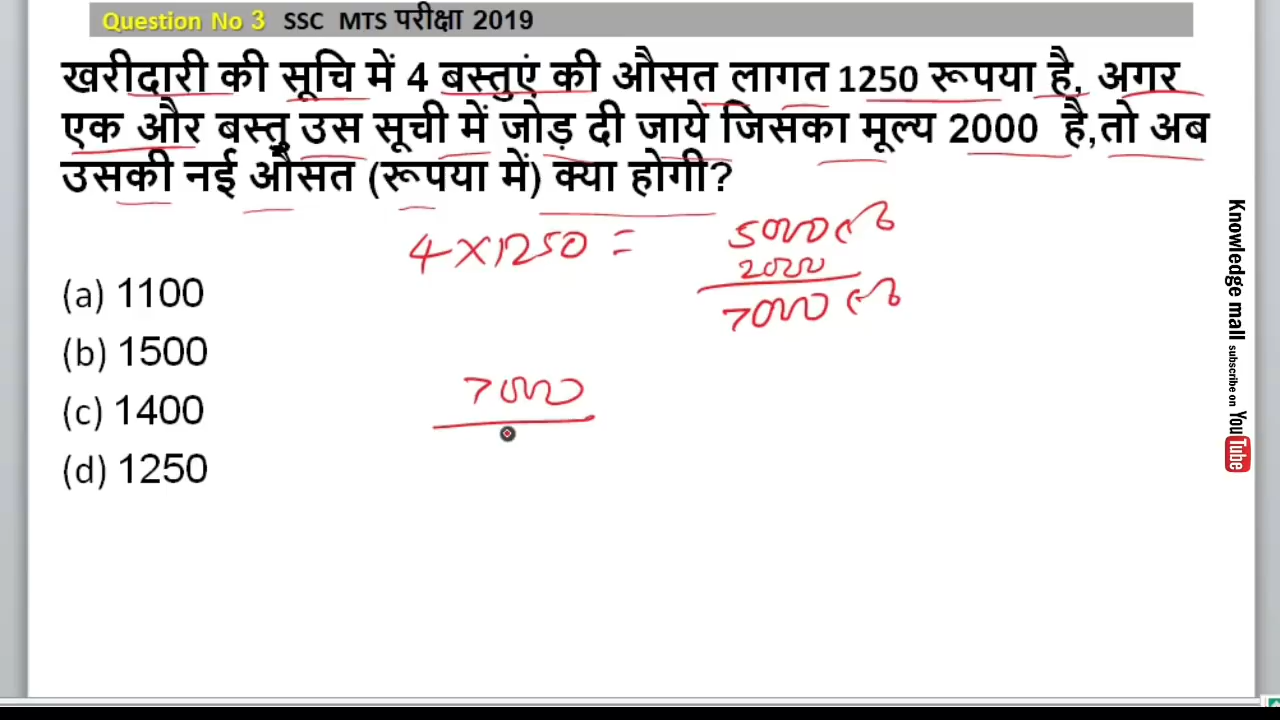 Question No 3 SSC MTS परीक्षा 2019
खरीदारी की सूचि में 4 बस्तुएं की औसत लागत 1250 रूपया है. अगर
एक और बस्तु उस सूची में जोड़ दी जाये जिसका मूल्य 2000 है,तो अब
उसकी नई औसत (रूपया में) क्या होगी?
4 X 1250 = 5000
2000
7000
(a) 1100
(b) 1500
7000
(c) 1400
(d) 1250
Knowledge mall subscribe on YouTube